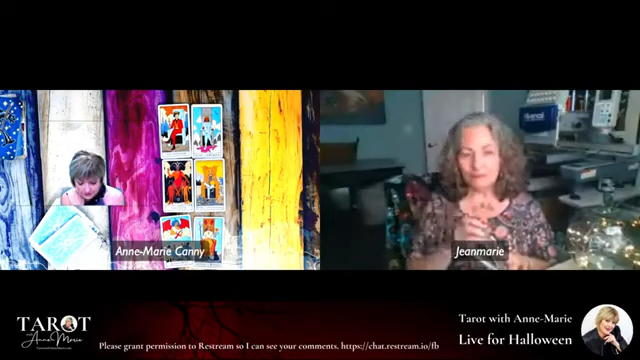 Anne-Marie Canny
Jeanmarie
TAROT
with
Anne Marie
Please grant permission to Restream so I can see your comments. https://chat.restream.io/fb
Tarot with Anne-Marie
Live for Halloween